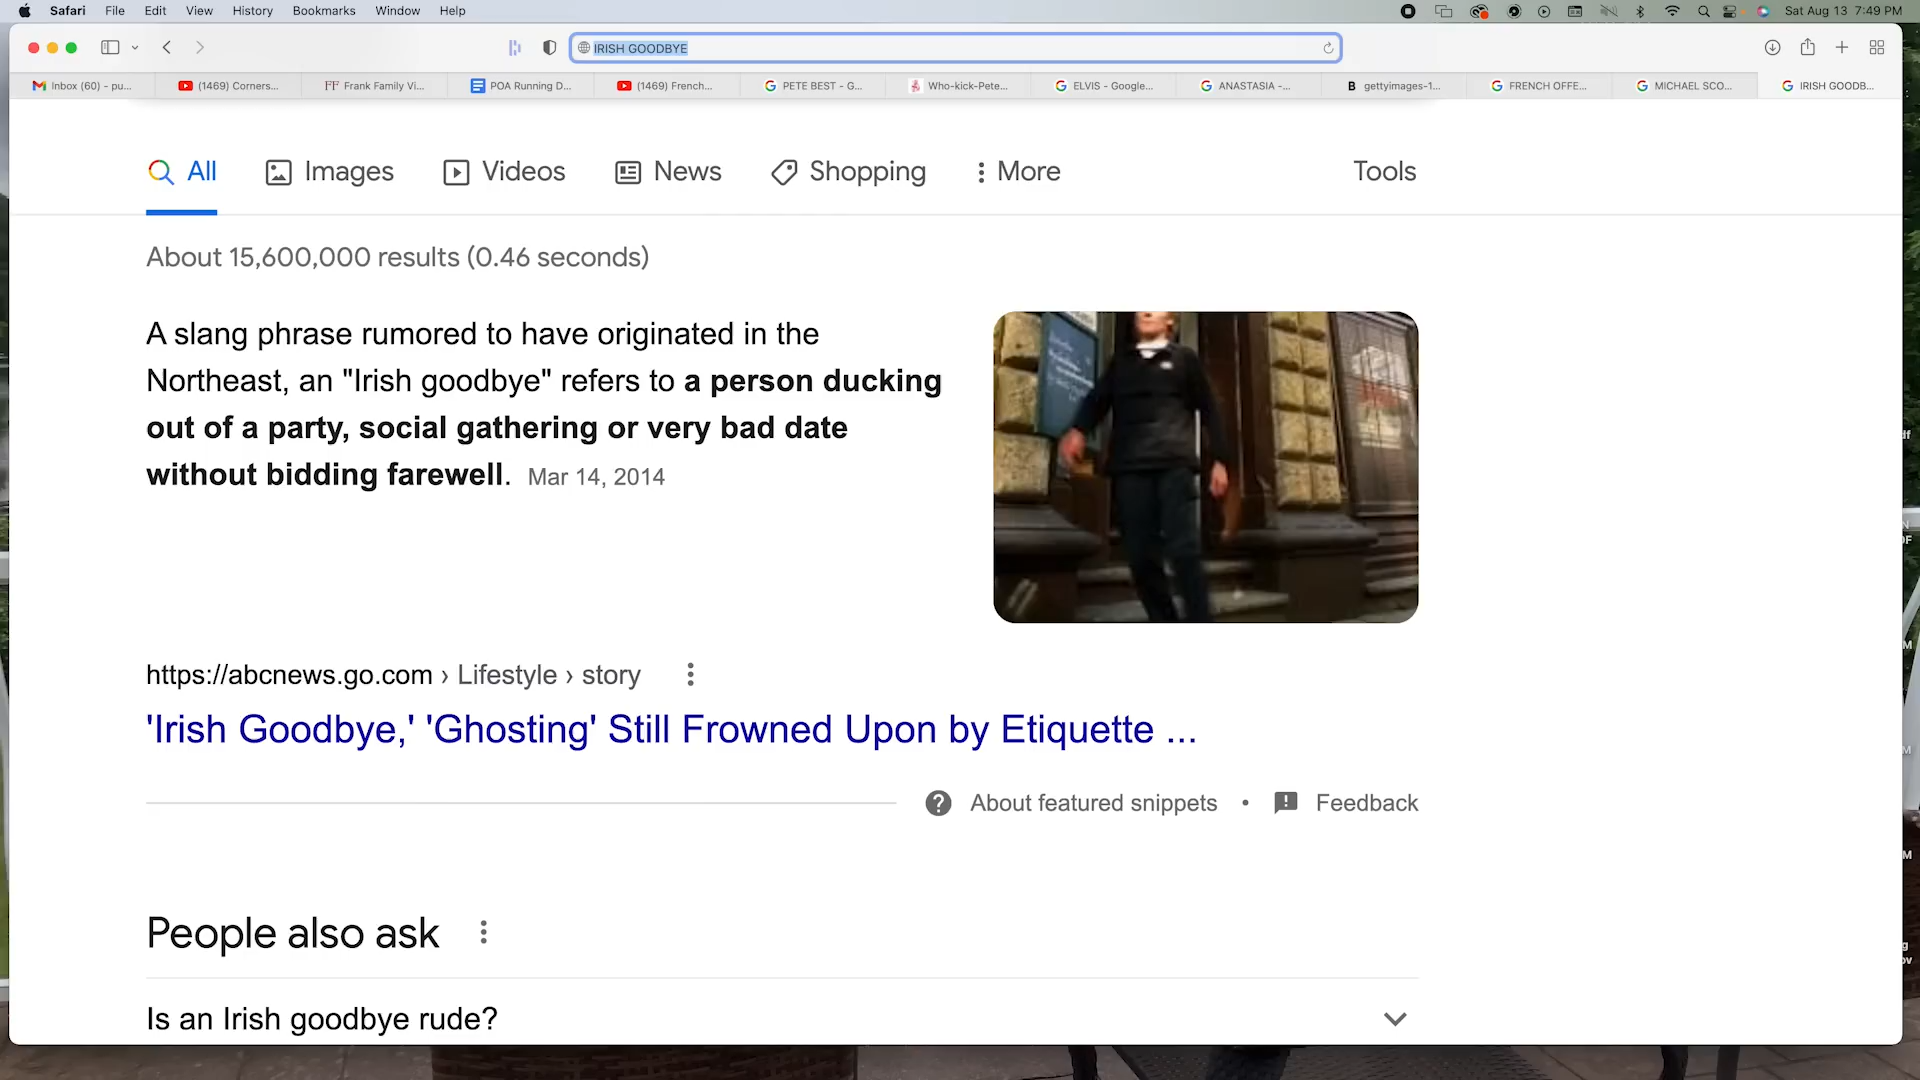 Safari File Edit View History Bookmarks Window Help Sat Aug 13 7:49 PM
IRISH GOODBYE
Inbox (60) - pu... (1469) Corners... FF Frank Family Vi... POA Running D... (1469) French... PETE BEST - G... Who-kick-Pete... ELVIS - Google... ANASTASIA -... B gettyimages-1... FRENCH OFFE... MICHAEL SCO... IRISH GOODB...
All Images Videos News Shopping More Tools
About 15,600,000 results (0.46 seconds)
A slang phrase rumored to have originated in the
Northeast, an "Irish goodbye" refers to a person ducking
out of a party, social gathering or very bad date
without bidding farewell. Mar 14, 2014
https://abcnews.go.com › Lifestyle › story
'Irish Goodbye,' 'Ghosting' Still Frowned Upon by Etiquette ...
About featured snippets • Feedback
People also ask
Is an Irish goodbye rude?